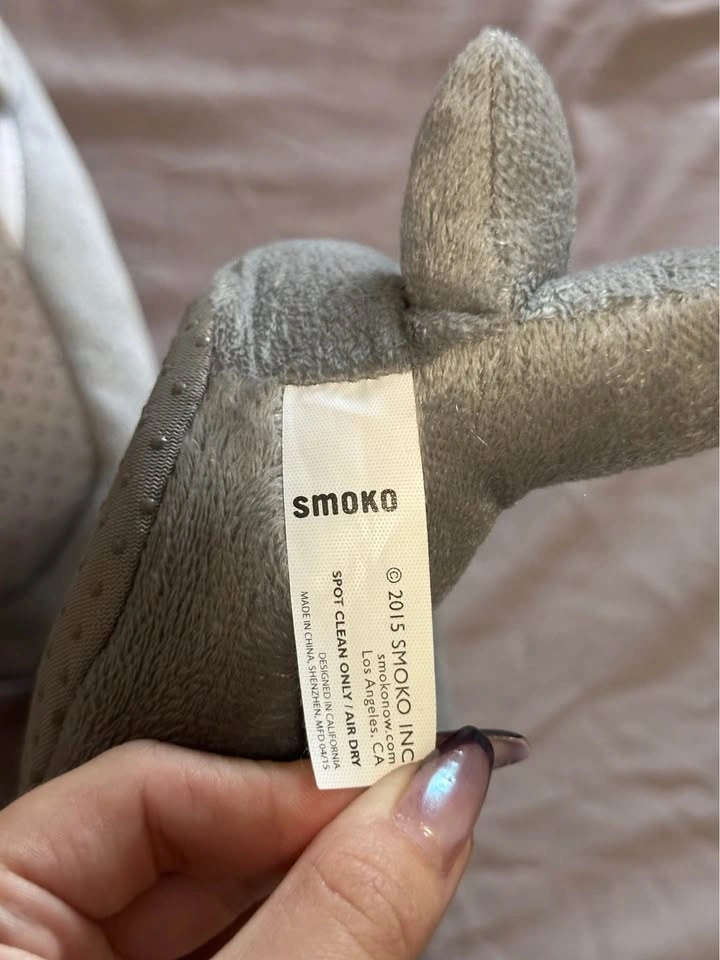 SMOKO
© 2015 SMOKO INC
smokonow.com
Los Angeles, CA
SPOT CLEAN ONLY / AIR DRY
DESIGNED IN CALIFORNIA
MADE IN CHINA, SHENZHEN, MFD 04/15